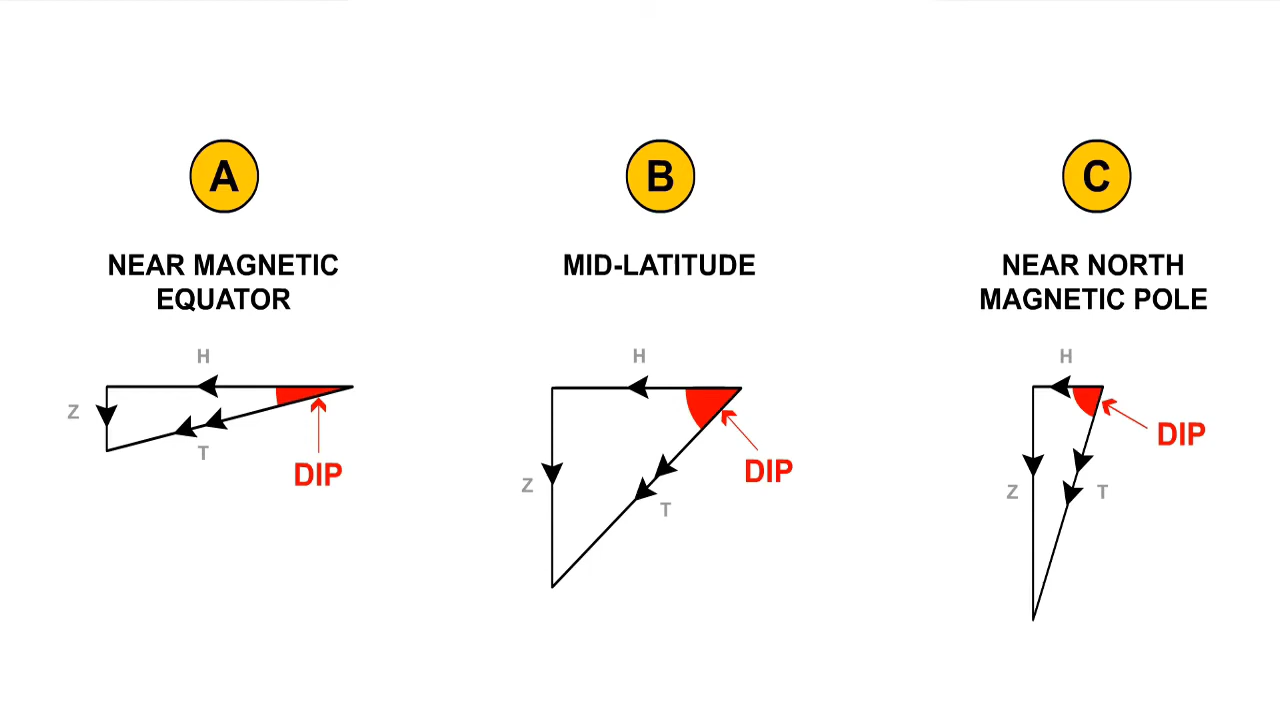 A
NEAR MAGNETIC
EQUATOR
H
Z
T
DIP
B
MID-LATITUDE
H
Z
T
DIP
C
NEAR NORTH
MAGNETIC POLE
H
Z
T
DIP